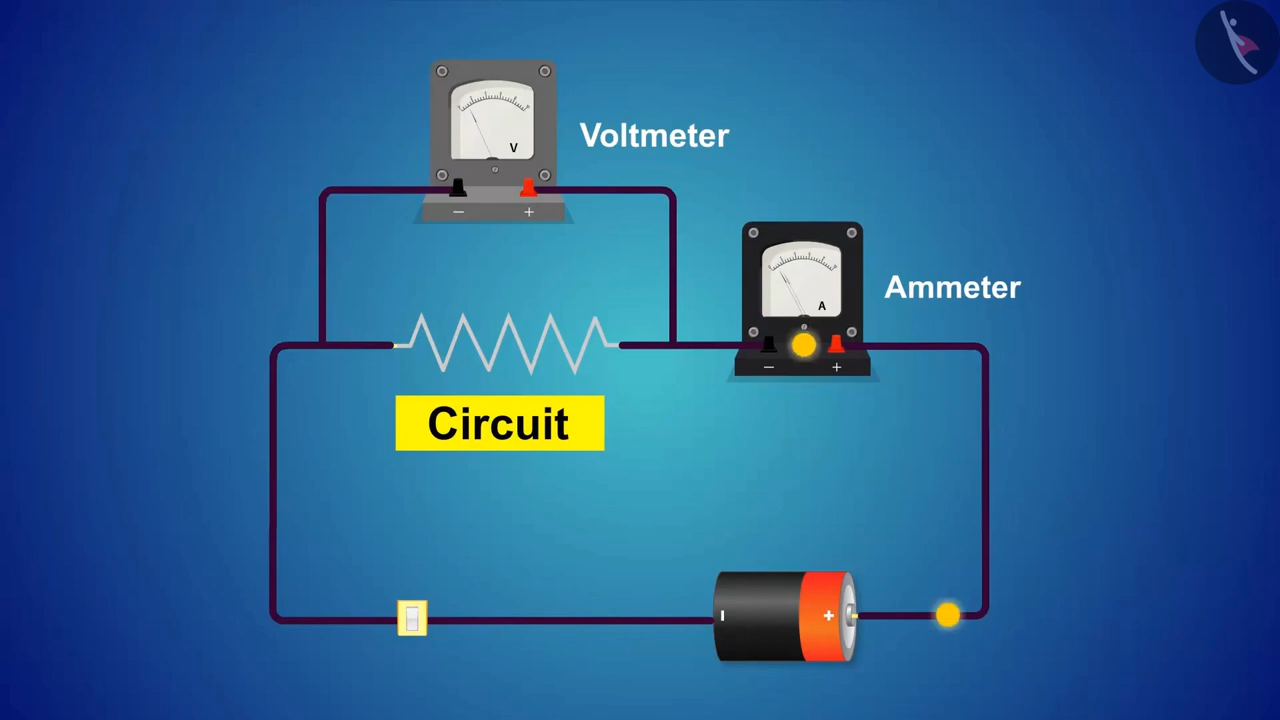 V
Voltmeter
− +
A
Ammeter
− +
Circuit
− +